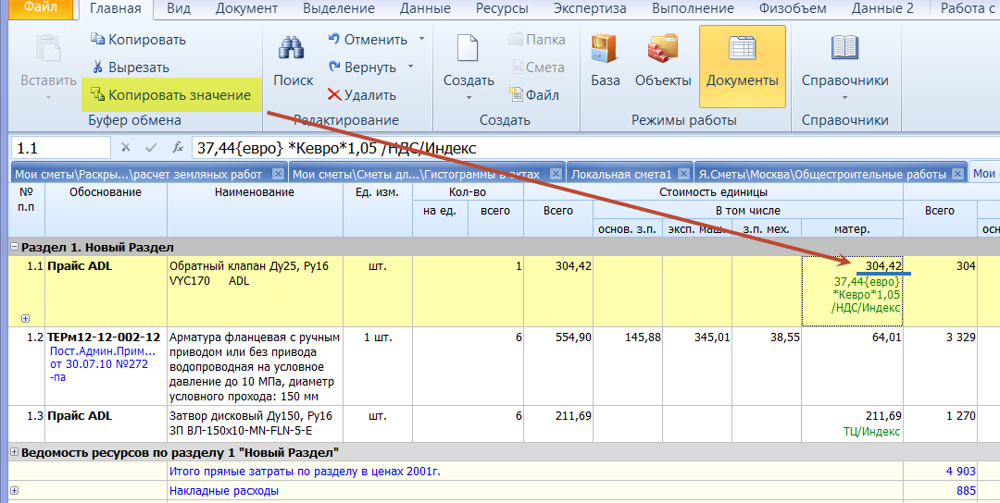 Файл Главная Вид Документ Выделение Данные Ресурсы Экспертиза Выполнение Физобъем Данные 2 Работа с
Вставить
Копировать
Вырезать
Копировать значение
Буфер обмена
Поиск
Отменить
Вернуть
Удалить
Редактирование
Создать
Папка
Смета
Файл
Создать
База
Объекты
Документы
Режимы работы
Справочники
Справочники
1.1 fx 37,44{евро} *Кевро*1,05 /НДС/Индекс
Мои сметы\Раскры...\расчет земляных работ Мои сметы\Сметы дл...\Гистограммы в актах Локальная смета1 Я.Сметы\Москва\Общестроительные работы Мои
№ п.п Обоснование Наименование Ед. изм. Кол-во Стоимость единицы
на ед. всего Всего В том числе Всего
основ. з.п. эксп. маш. з.п. мех. матер. осн
Раздел 1. Новый Раздел
1.1 Прайс ADL Обратный клапан Ду25, Ру16 шт. 1 304,42 304,42 304
VYC170 ADL 37,44{евро}
*Кевро*1,05
/НДС/Индекс
1.2 ТЕРм12-12-002-12 Арматура фланцевая с ручным 1 шт. 6 554,90 145,88 345,01 38,55 64,01 3 329
Пост.Админ.Прим... приводом или без привода
от 30.07.10 №272 водопроводная на условное
-па давление до 10 МПа, диаметр
условного прохода: 150 мм
1.3 Прайс ADL Затвор дисковый Ду150, Ру16 шт. 6 211,69 211,69 1 270
ЗП ВЛ-150х10-MN-FLN-5-E ТЦ/Индекс
Ведомость ресурсов по разделу 1 "Новый Раздел"
Итого прямые затраты по разделу в ценах 2001г. 4 903
Накладные расходы 885